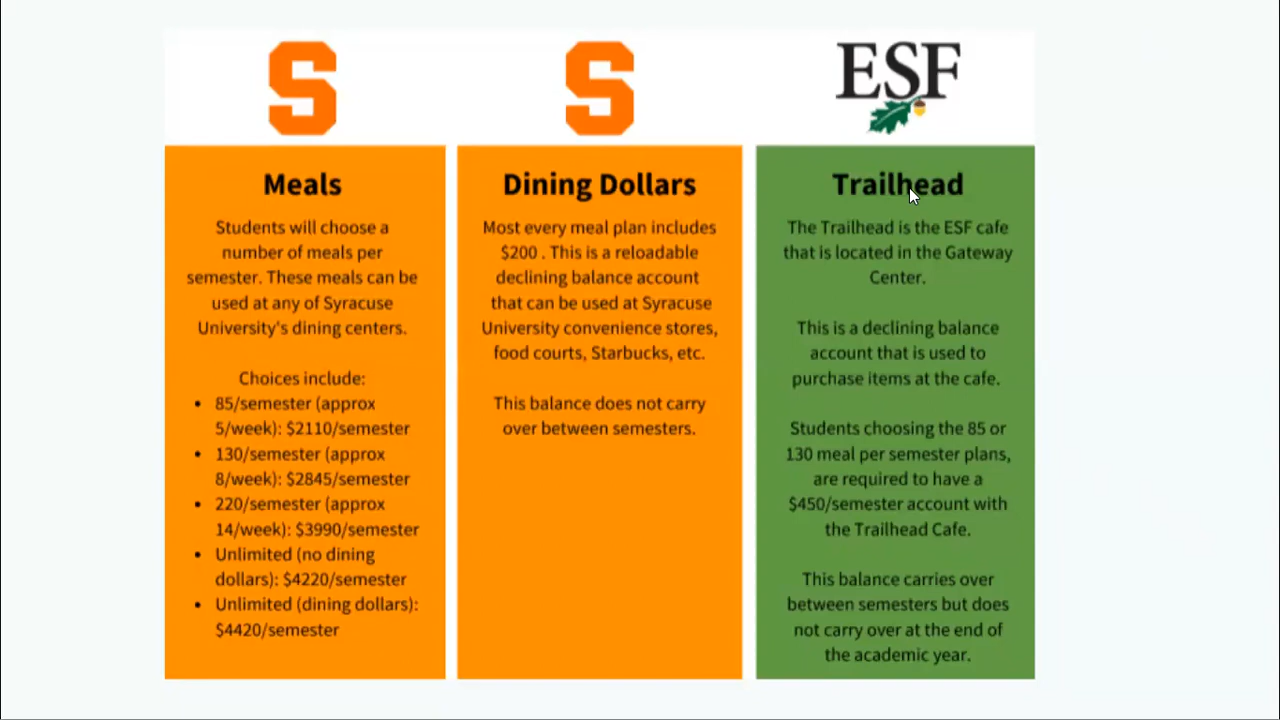 S
S
ESF
Meals
Students will choose a
number of meals per
semester. These meals can be
used at any of Syracuse
University's dining centers.
Choices include:
• 85/semester (approx
5/week): $2110/semester
• 130/semester (approx
8/week): $2845/semester
• 220/semester (approx
14/week): $3990/semester
• Unlimited (no dining
dollars): $4220/semester
• Unlimited (dining dollars):
$4420/semester
Dining Dollars
Most every meal plan includes
$200 . This is a reloadable
declining balance account
that can be used at Syracuse
University convenience stores,
food courts, Starbucks, etc.
This balance does not carry
over between semesters.
Trailhead
The Trailhead is the ESF cafe
that is located in the Gateway
Center.
This is a declining balance
account that is used to
purchase items at the cafe.
Students choosing the 85 or
130 meal per semester plans,
are required to have a
$450/semester account with
the Trailhead Cafe.
This balance carries over
between semesters but does
not carry over at the end of
the academic year.